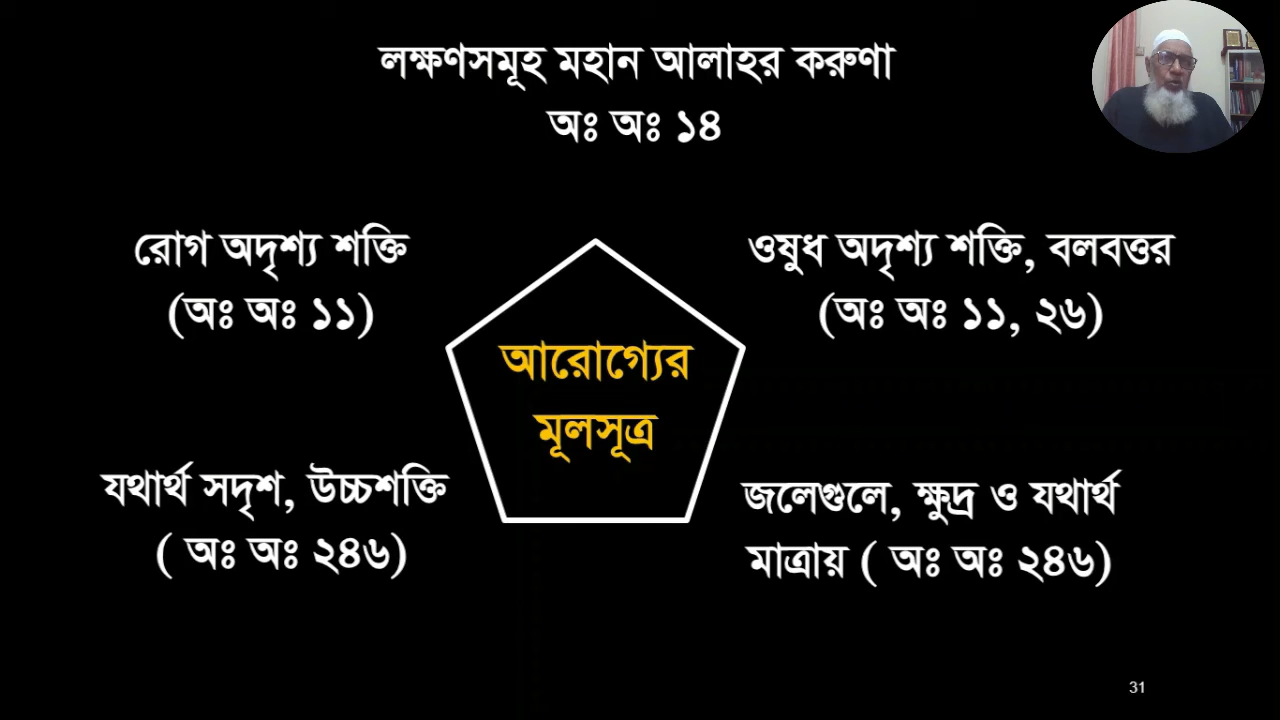 লক্ষণসমূহ মহান আলাহর করুণা
অঃ অঃ ১৪
রোগ অদৃশ্য শক্তি
(অঃ অঃ ১১)
ওষুধ অদৃশ্য শক্তি, বলবত্তর
(অঃ অঃ ১১, ২৬)
আরোগ্যের
মূলসূত্র
যথার্থ সদৃশ, উচ্চশক্তি
( অঃ অঃ ২৪৬)
জলেগুলে, ক্ষুদ্র ও যথার্থ
মাত্রায় ( অঃ অঃ ২৪৬)
31